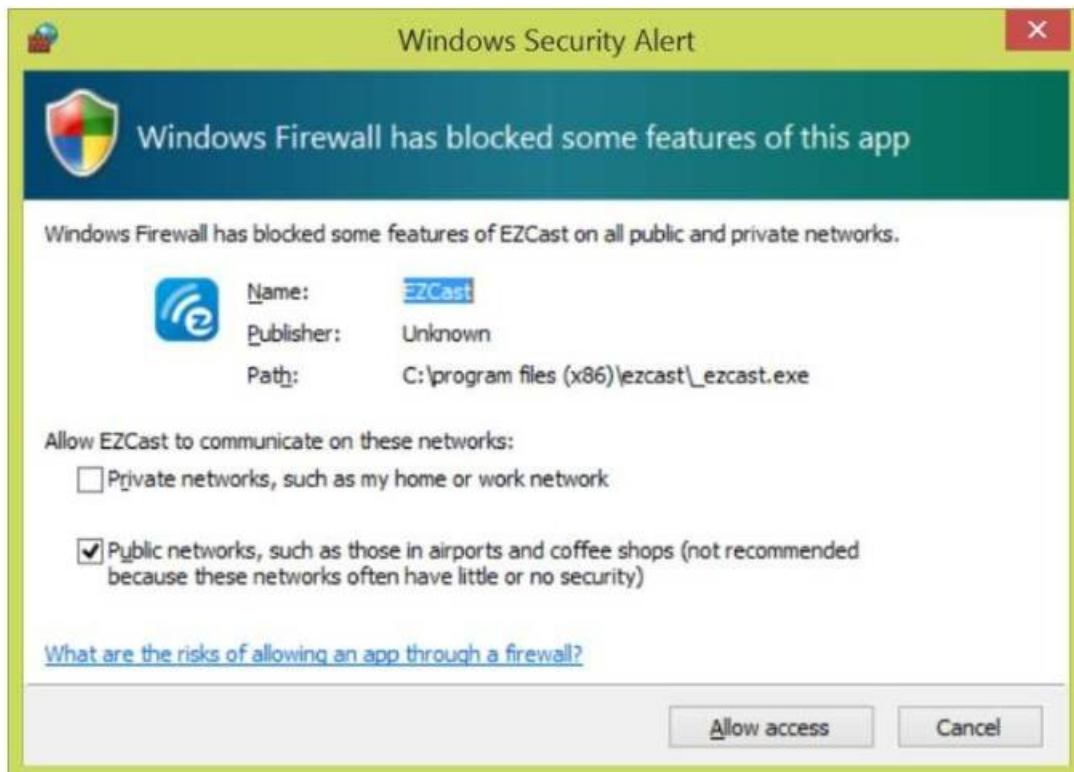 Windows Security Alert
Windows Firewall has blocked some features of this app
Windows Firewall has blocked some features of EZCast on all public and private networks.
Name: EZCast
Publisher: Unknown
Path: C:\program files (x86)\ezcast\_ezcast.exe
Allow EZCast to communicate on these networks:
Private networks, such as my home or work network
Public networks, such as those in airports and coffee shops (not recommended
because these networks often have little or no security)
What are the risks of allowing an app through a firewall?
Allow access Cancel